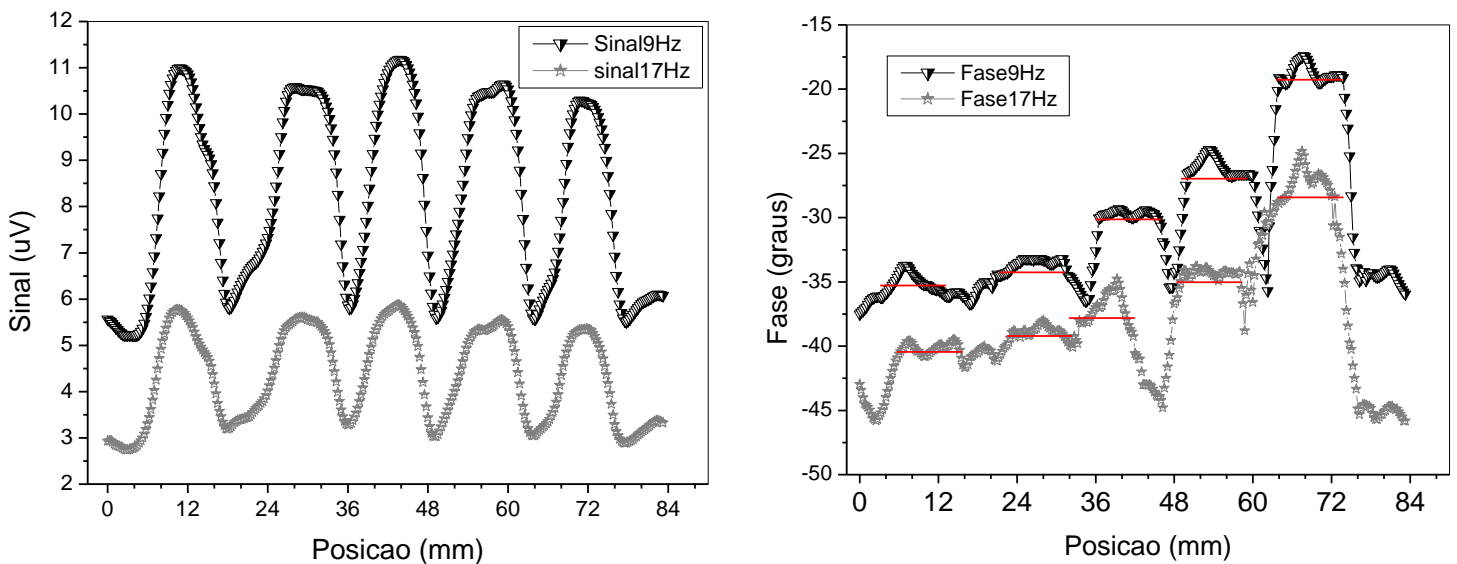 12
11
10
9
8
7
6
5
4
3
2
Sinal (uV)
Sinal9Hz
sinal17Hz
0 12 24 36 48 60 72 84
Posicao (mm)
-15
-20
-25
-30
-35
-40
-45
-50
Fase (graus)
Fase9Hz
Fase17Hz
0 12 24 36 48 60 72 84
Posicao (mm)